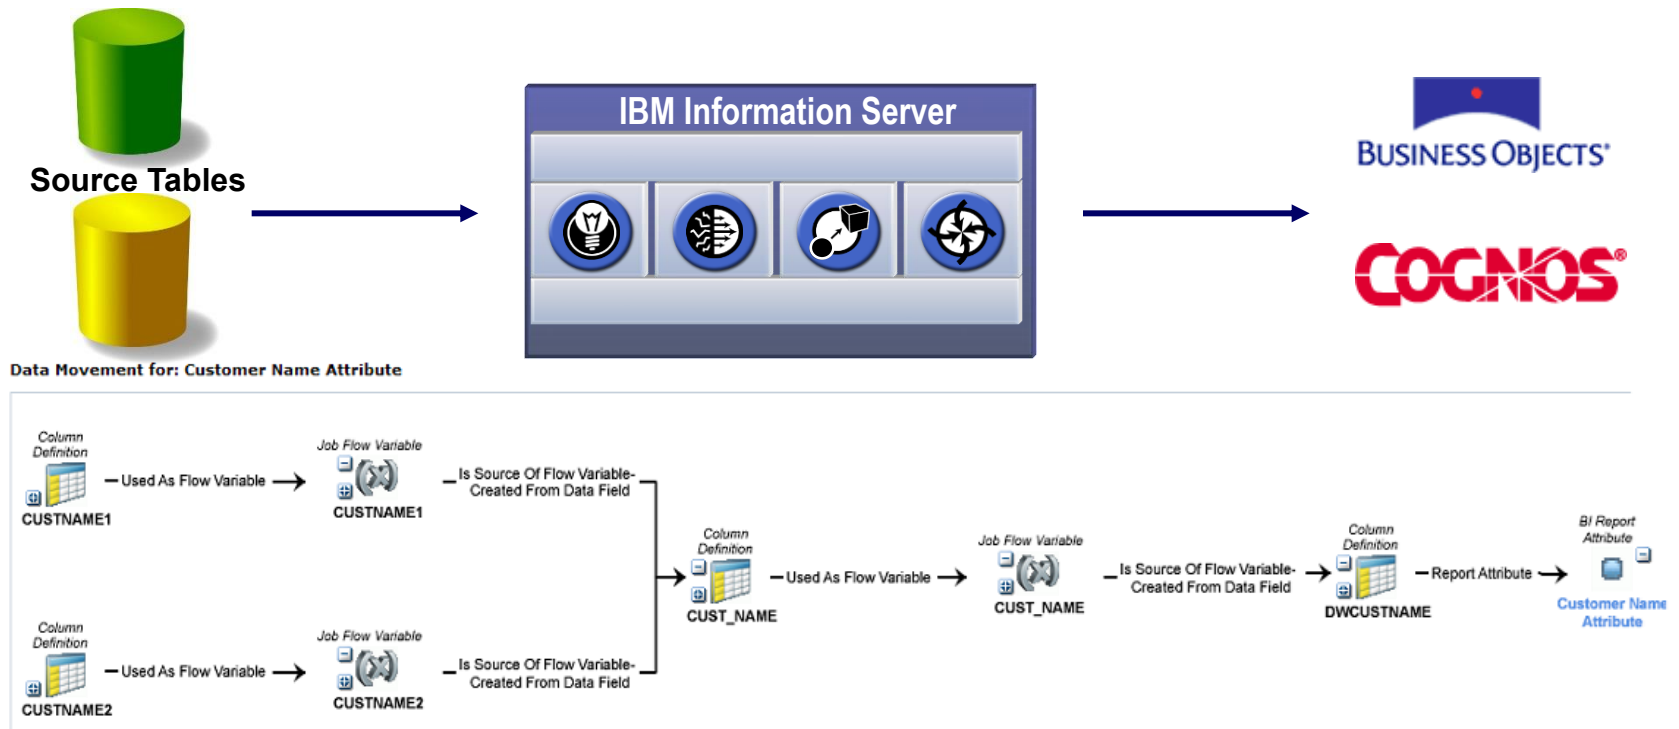 Source Tables
IBM Information Server
BUSINESS OBJECTS®
COGNOS®
Data Movement for: Customer Name Attribute
Column
Definition
CUSTNAME1
Used As Flow Variable
Job Flow Variable
CUSTNAME1
Is Source Of Flow Variable-
Created From Data Field
Column
Definition
CUSTNAME2
Used As Flow Variable
Job Flow Variable
CUSTNAME2
Is Source Of Flow Variable-
Created From Data Field
Column
Definition
CUST_NAME
Used As Flow Variable
Job Flow Variable
CUST_NAME
Is Source Of Flow Variable-
Created From Data Field
Column
Definition
DWCUSTNAME
Report Attribute
BI Report
Attribute
Customer Name
Attribute